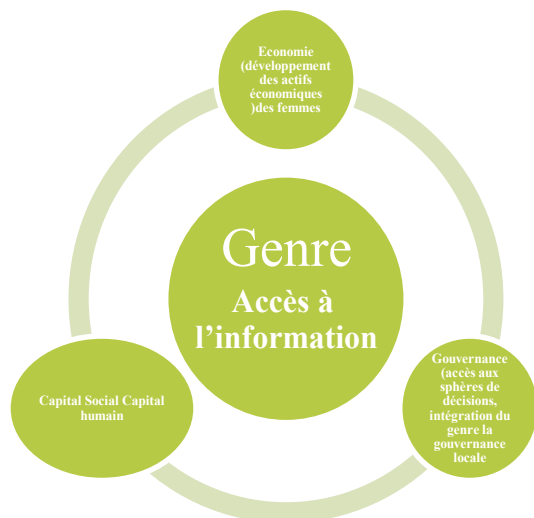 Economie
(développement
des actifs
économiques
)des femmes
Genre
Accès à
l’information
Capital Social Capital
humain
Gouvernance
(accès aux
sphères de
décisions,
intégration du
genre la
gouvernance
locale